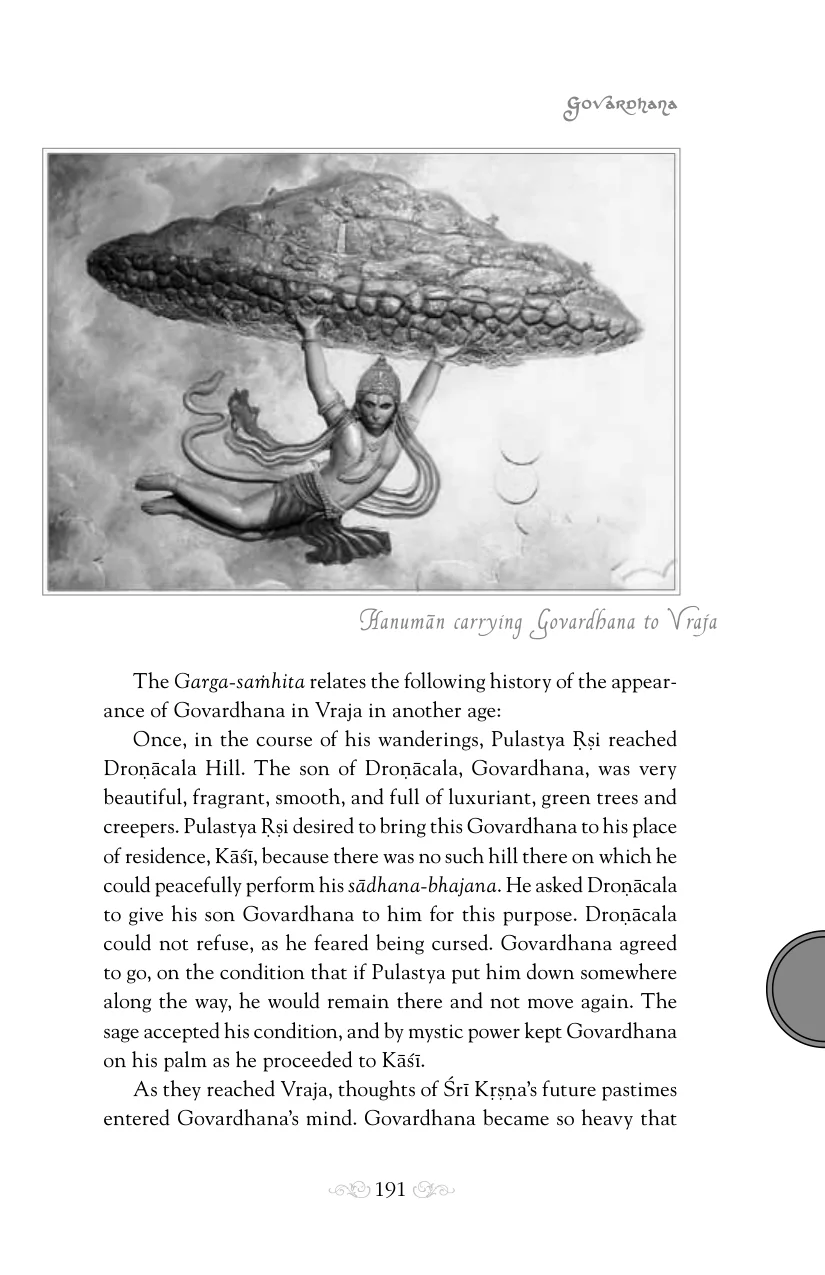 Govardhana
Hanumān carrying Govardhana to Vraja
The Garga-saṁhita relates the following history of the appear-
ance of Govardhana in Vraja in another age:
Once, in the course of his wanderings, Pulastya Ṛṣi reached
Droṇācala Hill. The son of Droṇācala, Govardhana, was very
beautiful, fragrant, smooth, and full of luxuriant, green trees and
creepers. Pulastya Ṛṣi desired to bring this Govardhana to his place
of residence, Kāśī, because there was no such hill there on which he
could peacefully perform his sādhana-bhajana. He asked Droṇācala
to give his son Govardhana to him for this purpose. Droṇācala
could not refuse, as he feared being cursed. Govardhana agreed
to go, on the condition that if Pulastya put him down somewhere
along the way, he would remain there and not move again. The
sage accepted his condition, and by mystic power kept Govardhana
on his palm as he proceeded to Kāśī.
As they reached Vraja, thoughts of Śrī Kṛṣṇa’s future pastimes
entered Govardhana’s mind. Govardhana became so heavy that
191